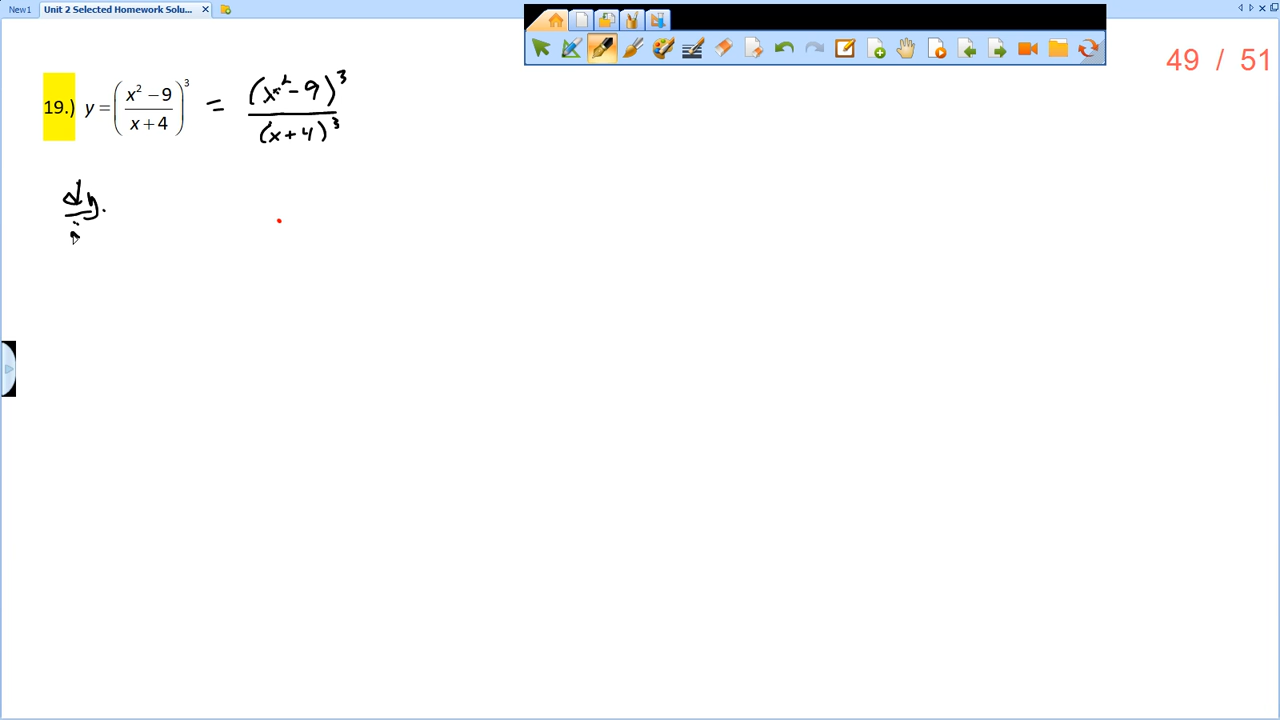 New1 Unit 2 Selected Homework Solu...
49 / 51
19.) y = ( (x² − 9) / (x + 4) )³ = (x² − 9)³ / (x + 4)³
dy